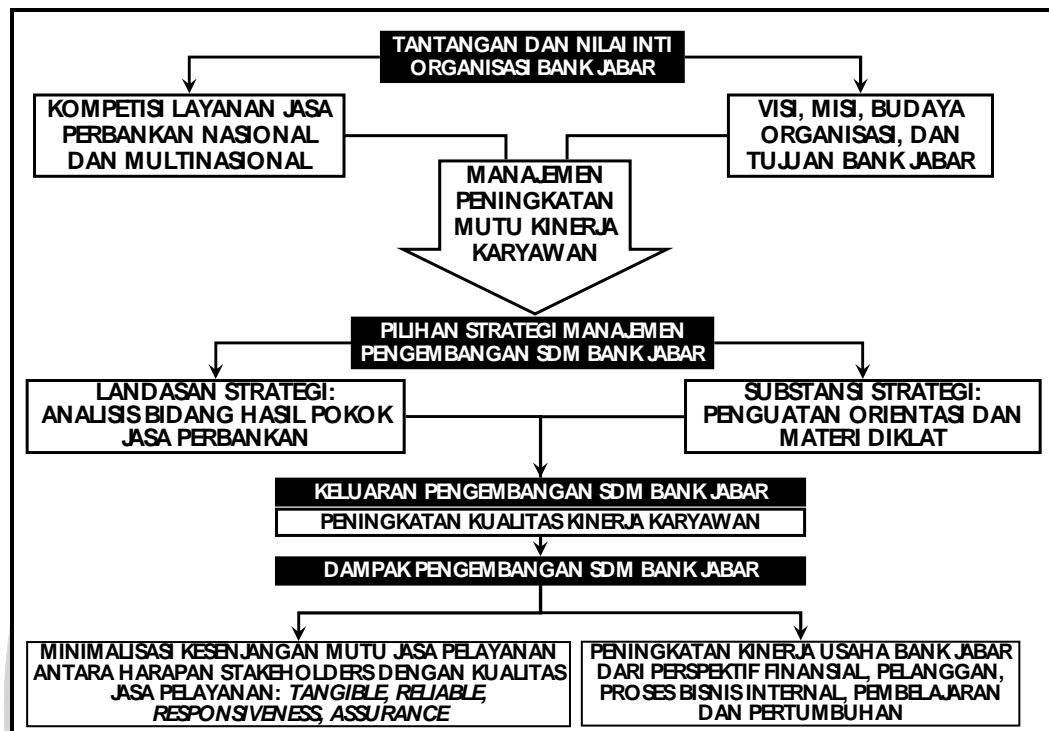 TANTANGAN DAN NILAI INTI
ORGANISASI BANK JABAR
KOMPETISI LAYANAN JASA
PERBANKAN NASIONAL
DAN MULTINASIONAL
VISI, MISI, BUDAYA
ORGANISASI, DAN
TUJUAN BANK JABAR
MANAJEMEN
PENINGKATAN
MUTU KINERJA
KARYAWAN
PILIHAN STRATEGI MANAJEMEN
PENGEMBANGAN SDM BANK JABAR
LANDASAN STRATEGI:
ANALISIS BIDANG HASIL POKOK
JASA PERBANKAN
SUBSTANSI STRATEGI:
PENGUATAN ORIENTASI DAN
MATERI DIKLAT
KELUARAN PENGEMBANGAN SDM BANK JABAR
PENINGKATAN KUALITAS KINERJA KARYAWAN
DAMPAK PENGEMBANGAN SDM BANK JABAR
MINIMALISASI KESENJANGAN MUTU JASA PELAYANAN
ANTARA HARAPAN STAKEHOLDERS DENGAN KUALITAS
JASA PELAYANAN: TANGIBLE, RELIABLE,
RESPONSIVENESS, ASSURANCE
PENINGKATAN KINERJA USAHA BANK JABAR
DARI PERSPEKTIF FINANSIAL, PELANGGAN,
PROSES BISNIS INTERNAL, PEMBELAJARAN
DAN PERTUMBUHAN